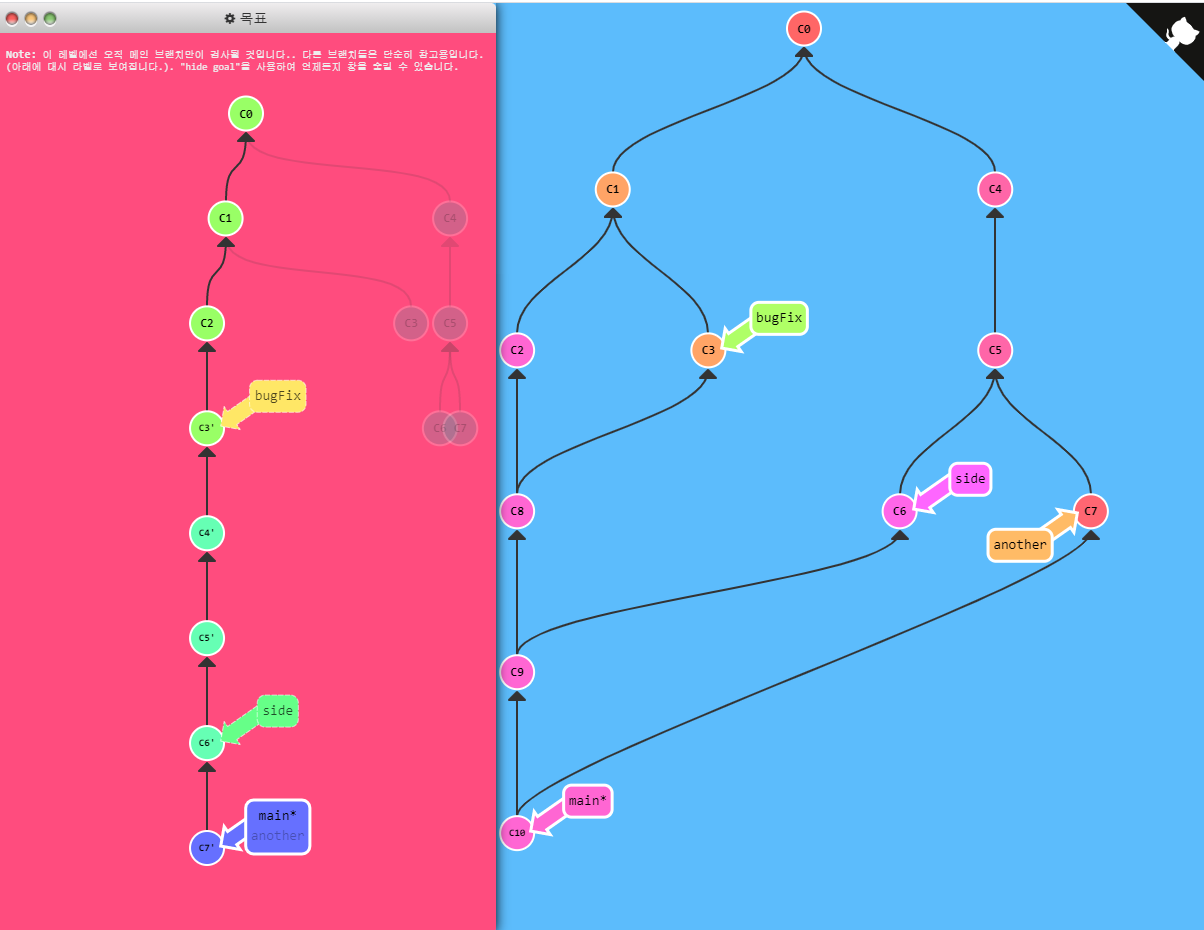 목표
Note: 이 레벨에선 오직 메인 브랜치만이 검사될 것입니다.. 다른 브랜치들은 단순히 참고용입니다.
(아래에 대시 라벨로 보여집니다.). "hide goal"을 사용하여 언제든지 창을 숨길 수 있습니다.
C0
C1
C4
C2
C3
C5
bugFix
C3'
C6
C7
C4'
C5'
side
C6'
main*
another
C7'
C0
C1
C4
bugFix
C2
C3
C5
side
C8
C6
C7
another
C9
main*
C10